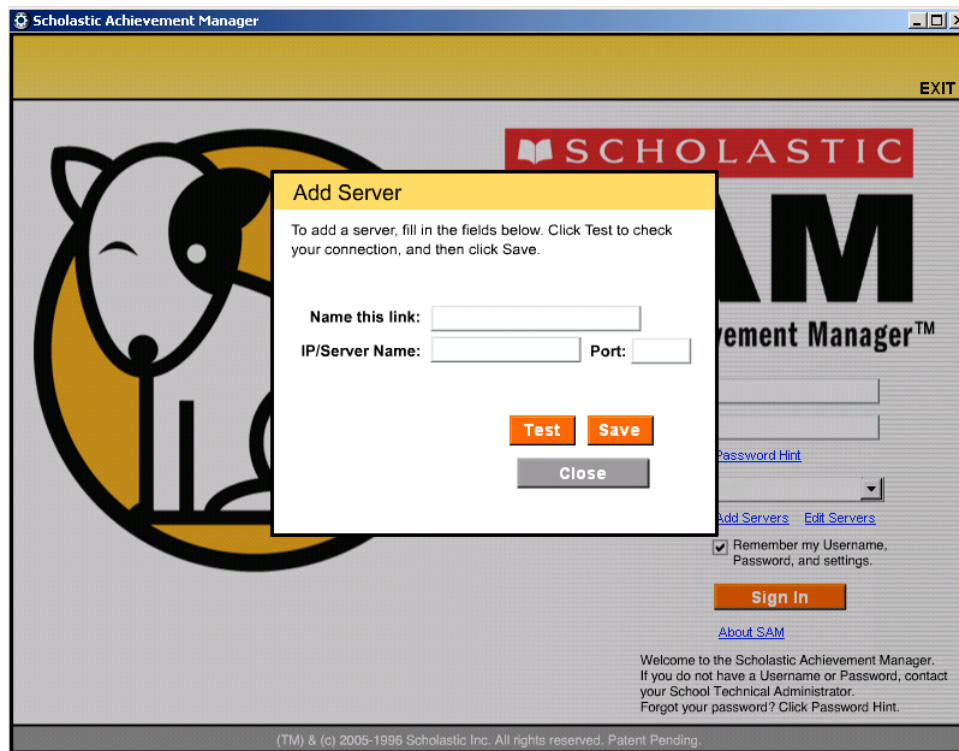 Scholastic Achievement Manager
EXIT
SCHOLASTIC
AM
evement Manager™
Add Server
To add a server, fill in the fields below. Click Test to check
your connection, and then click Save.
Name this link:
IP/Server Name: Port:
Test Save
Close
Password Hint
Add Servers Edit Servers
Remember my Username,
Password, and settings.
Sign In
About SAM
Welcome to the Scholastic Achievement Manager.
If you do not have a Username or Password, contact
your School Technical Administrator.
Forgot your password? Click Password Hint.
(TM) & (c) 2005-1996 Scholastic Inc. All rights reserved. Patent Pending.